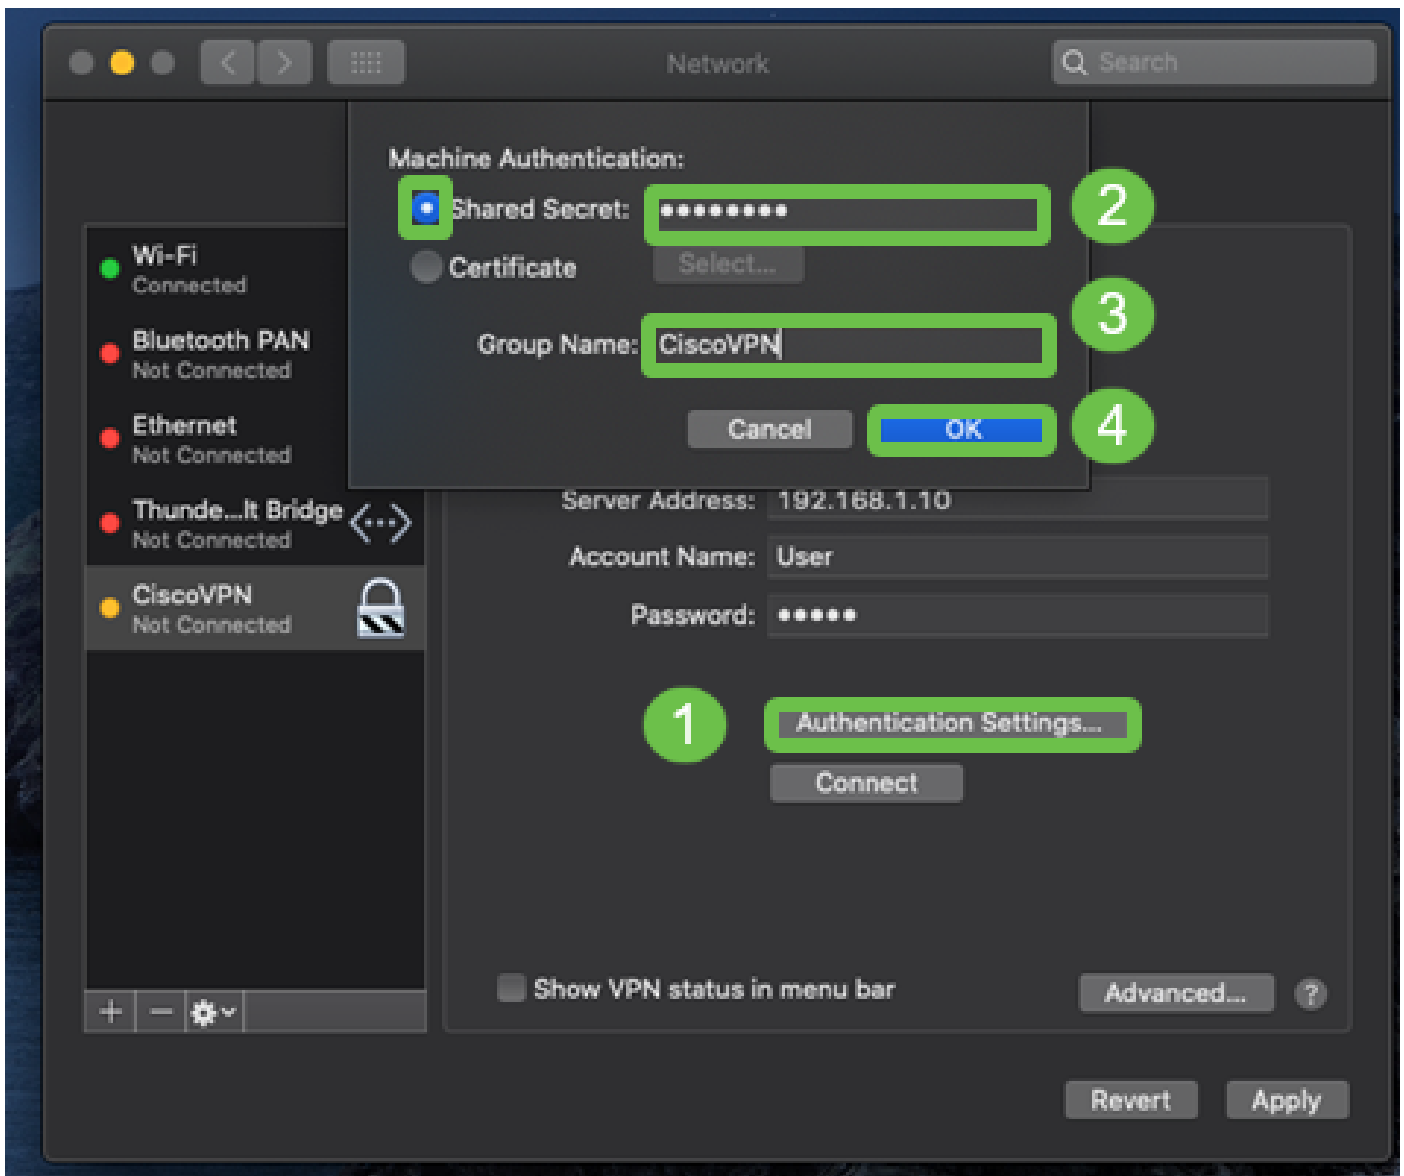 Network
Search
Machine Authentication:
Shared Secret: ••••••••
2
Certificate
Select...
3
Group Name: CiscoVPN
Cancel
OK
4
Wi-Fi
Connected
Bluetooth PAN
Not Connected
Ethernet
Not Connected
Thunde...lt Bridge
Not Connected
CiscoVPN
Not Connected
Server Address: 192.168.1.10
Account Name: User
Password: •••••
1
Authentication Settings...
Connect
Show VPN status in menu bar
Advanced...
?
Revert
Apply